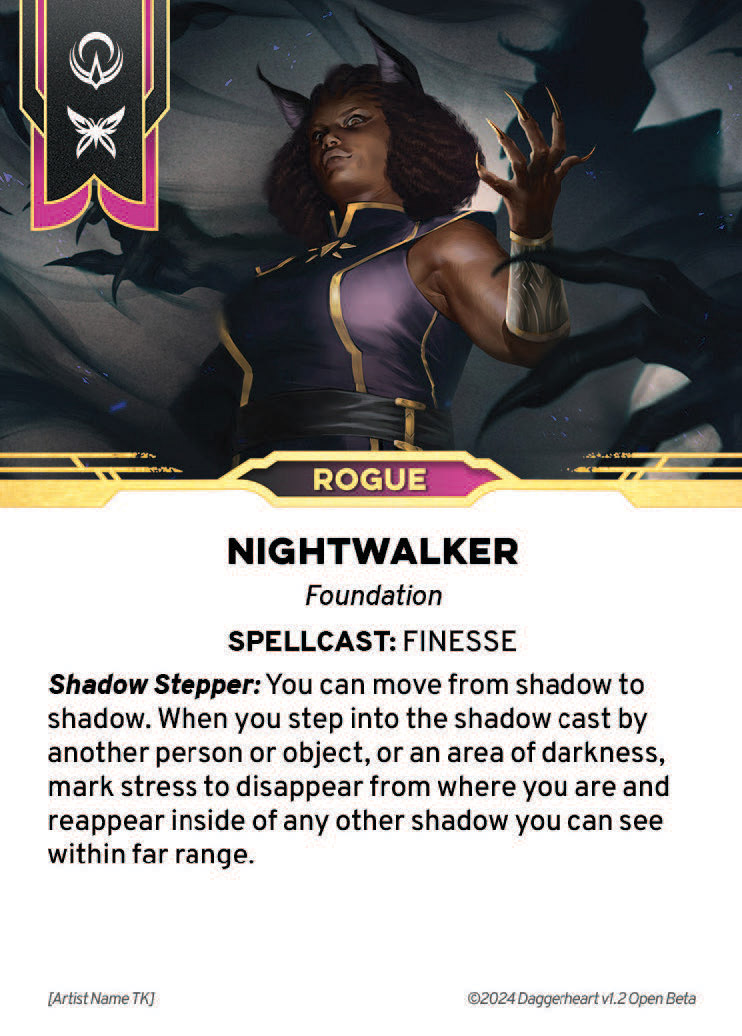 ROGUE
NIGHTWALKER
Foundation
SPELLCAST: FINESSE
Shadow Stepper: You can move from shadow to
shadow. When you step into the shadow cast by
another person or object, or an area of darkness,
mark stress to disappear from where you are and
reappear inside of any other shadow you can see
within far range.
[Artist Name TK]
©2024 Daggerheart v1.2 Open Beta